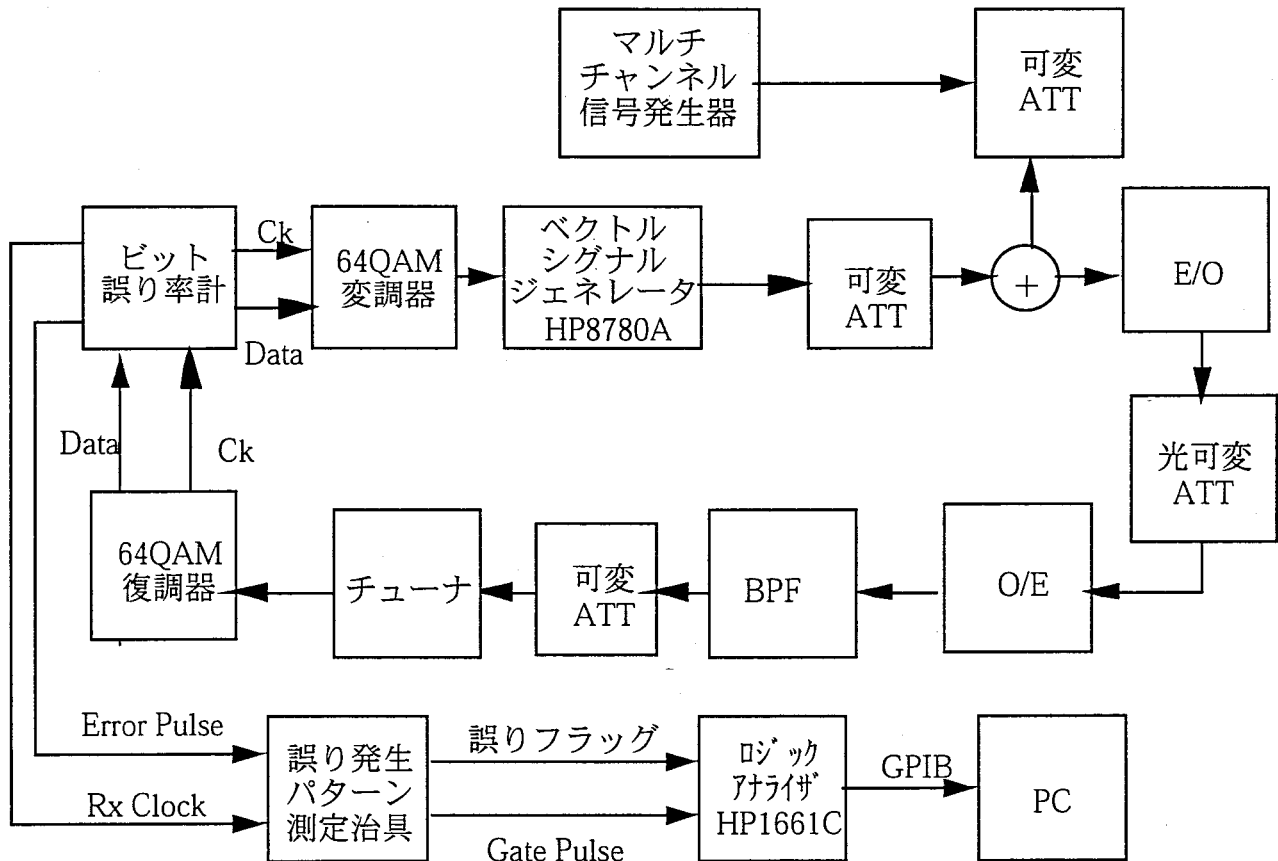 マルチ
チャンネル
信号発生器
可変
ATT
ビット
誤り率計
Ck
Data
64QAM
変調器
ベクトル
シグナル
ジェネレータ
HP8780A
可変
ATT
+
E/O
Data
Ck
光可変
ATT
64QAM
復調器
チューナ
可変
ATT
BPF
O/E
Error Pulse
Rx Clock
誤り発生
パターン
測定治具
誤りフラッグ
Gate Pulse
ロジック
アナライザ
HP1661C
GPIB
PC